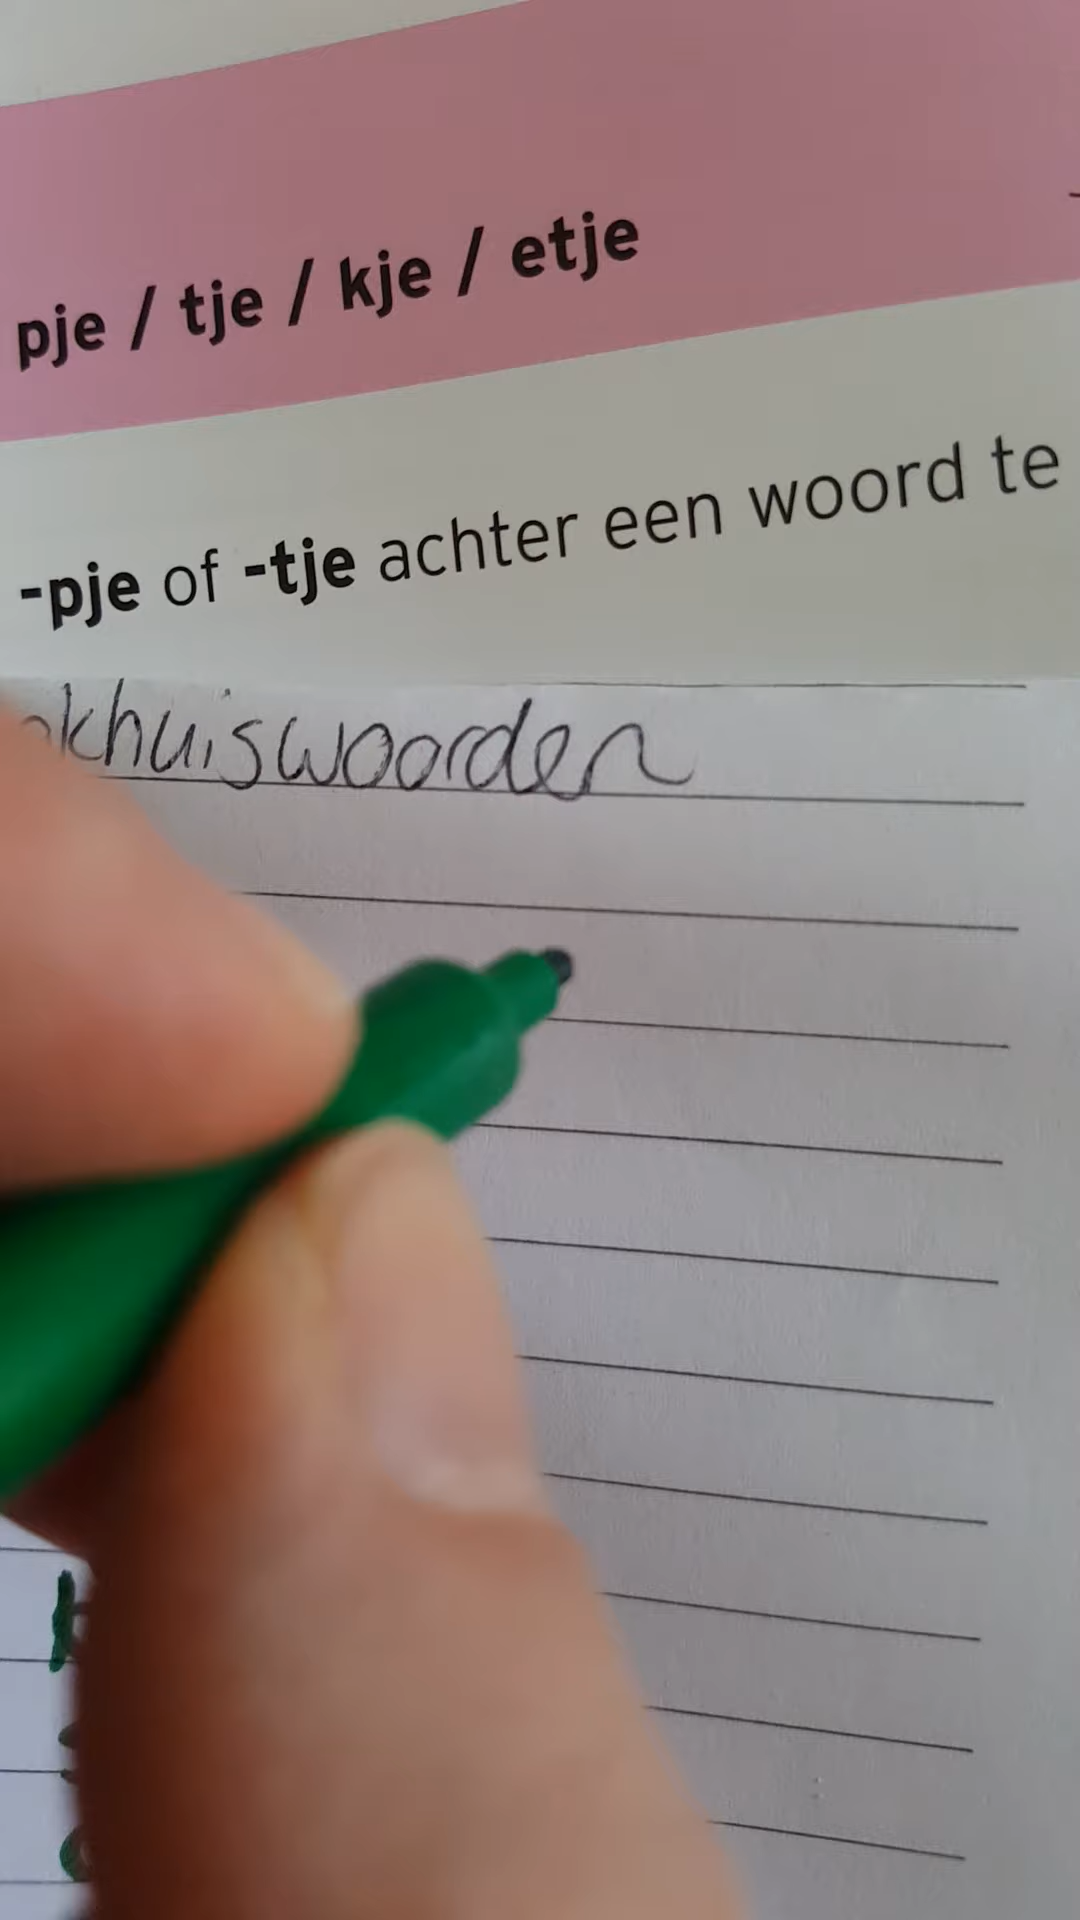 pje / tje / kje / etje
-pje of -tje achter een woord te
khuiswoorden